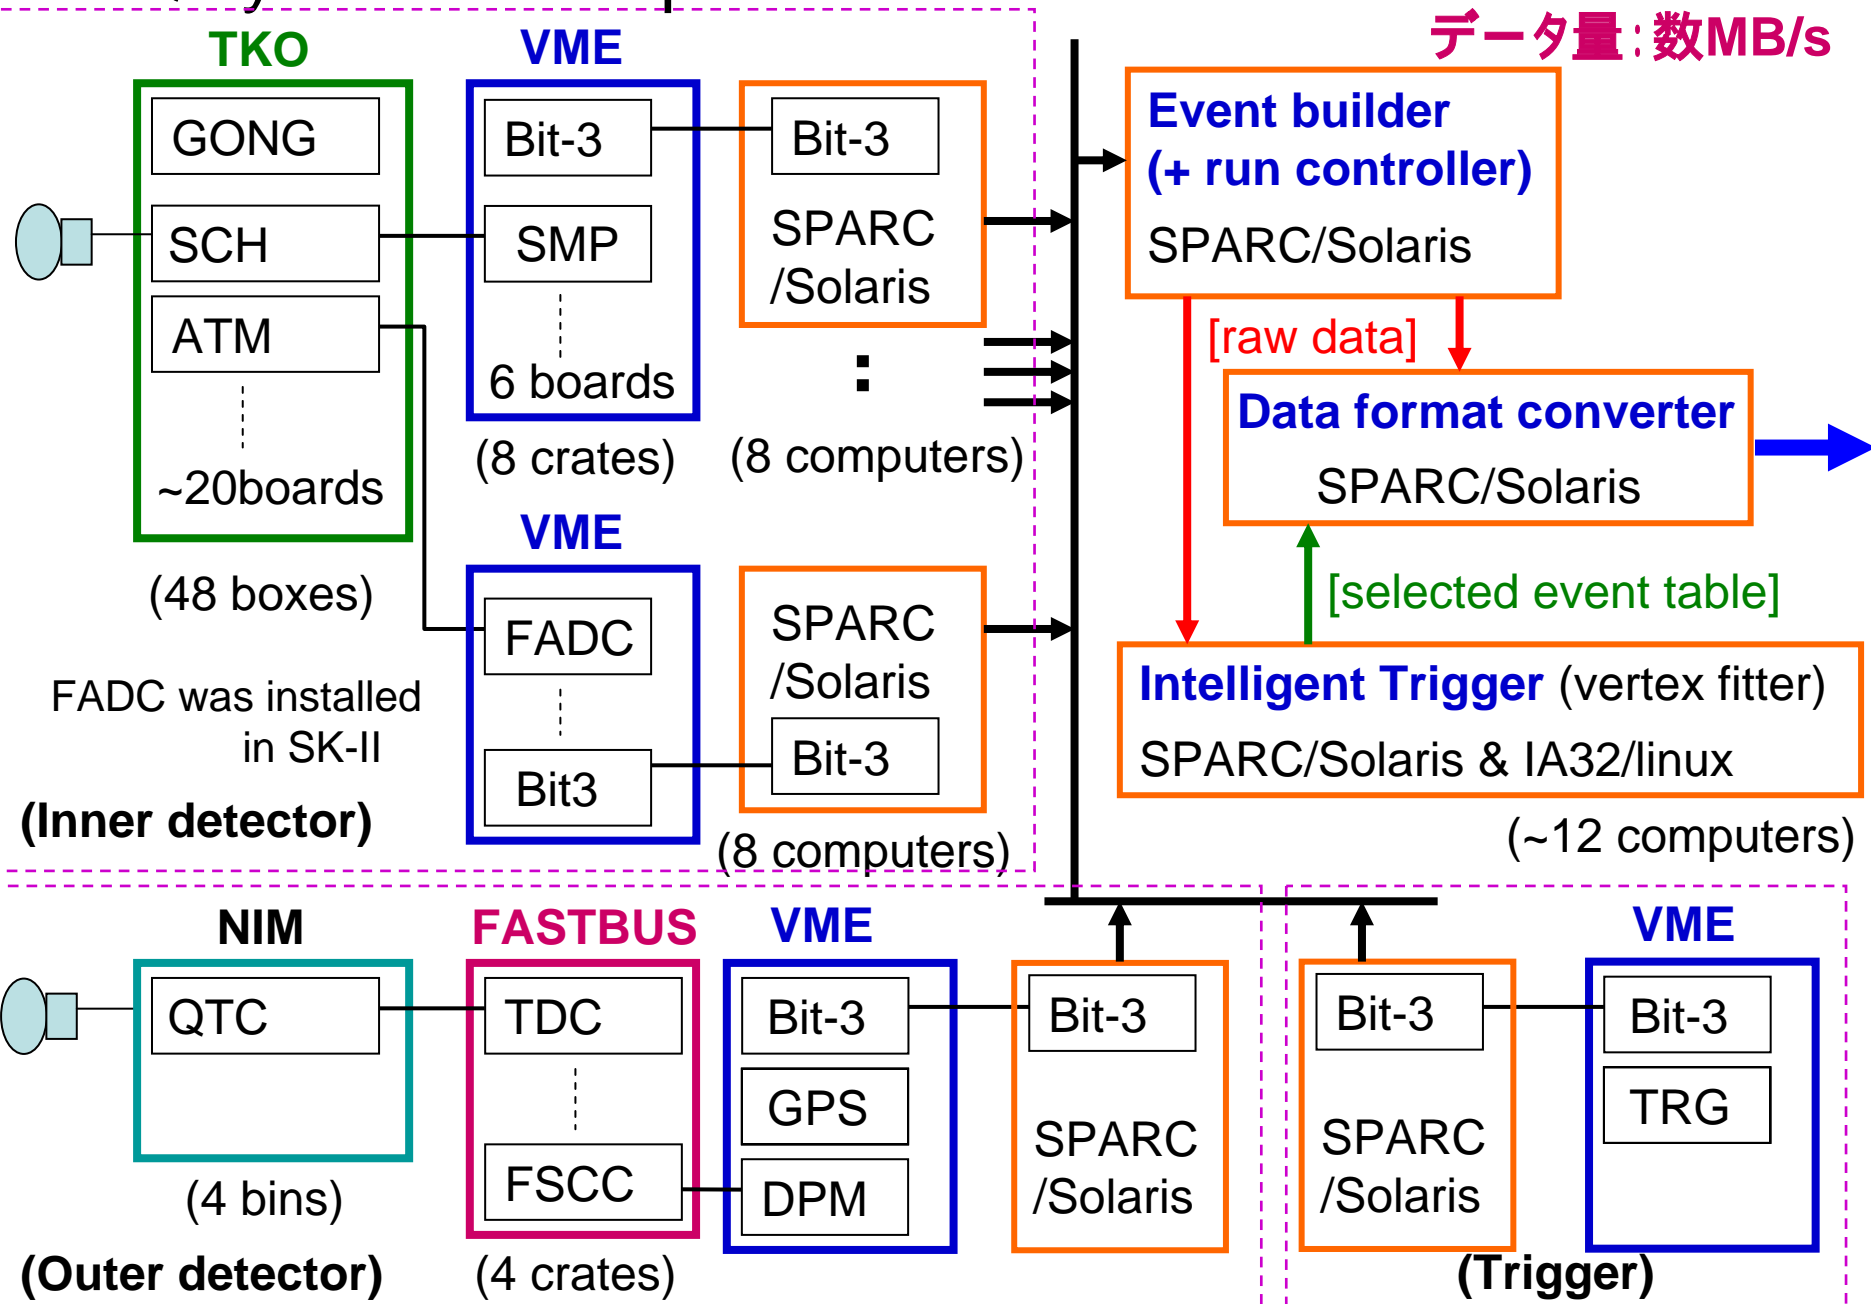 データ量:数MB/s
TKO
VME
GONG
SCH
ATM
~20boards
(48 boxes)
Bit-3
SMP
6 boards
(8 crates)
Bit-3
SPARC
/Solaris
:
(8 computers)
Event builder
(+ run controller)
SPARC/Solaris
[raw data]
Data format converter
SPARC/Solaris
[selected event table]
Intelligent Trigger (vertex fitter)
SPARC/Solaris & IA32/linux
(~12 computers)
VME
FADC
Bit3
SPARC
/Solaris
Bit-3
(8 computers)
FADC was installed
in SK-II
(Inner detector)
NIM
QTC
(4 bins)
FASTBUS
TDC
FSCC
(4 crates)
VME
Bit-3
GPS
DPM
Bit-3
SPARC
/Solaris
(Outer detector)
Bit-3
SPARC
/Solaris
VME
Bit-3
TRG
(Trigger)